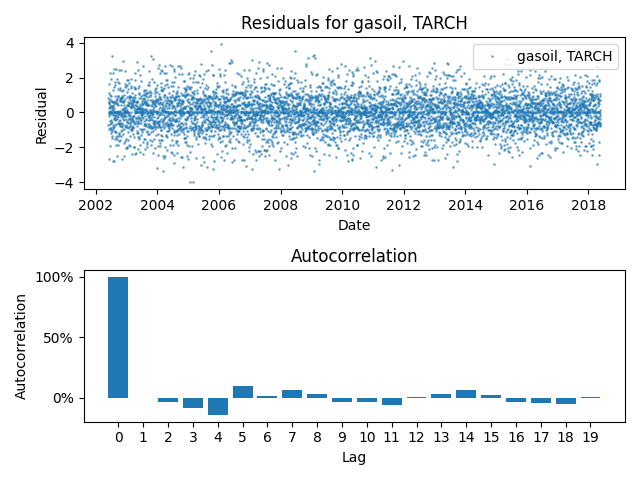 Residuals for gasoil, TARCH
4
2
0
−2
−4
Residual
gasoil, TARCH
2002 2004 2006 2008 2010 2012 2014 2016 2018
Date
Autocorrelation
100%
50%
0%
Autocorrelation
0 1 2 3 4 5 6 7 8 9 10 11 12 13 14 15 16 17 18 19
Lag